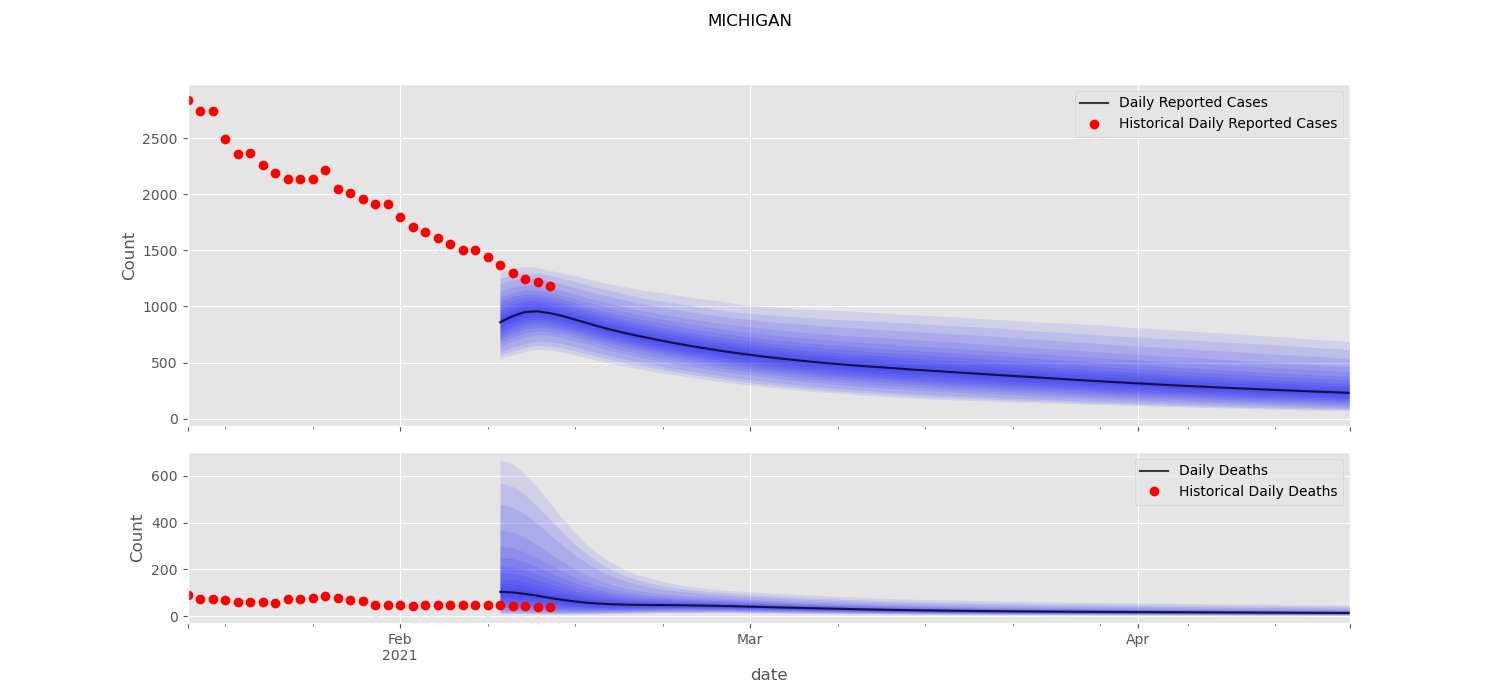 MICHIGAN
Daily Reported Cases
Historical Daily Reported Cases
2500
2000
1500
1000
500
0
Count
Daily Deaths
Historical Daily Deaths
600
400
200
0
Count
Feb
2021
Mar
Apr
date